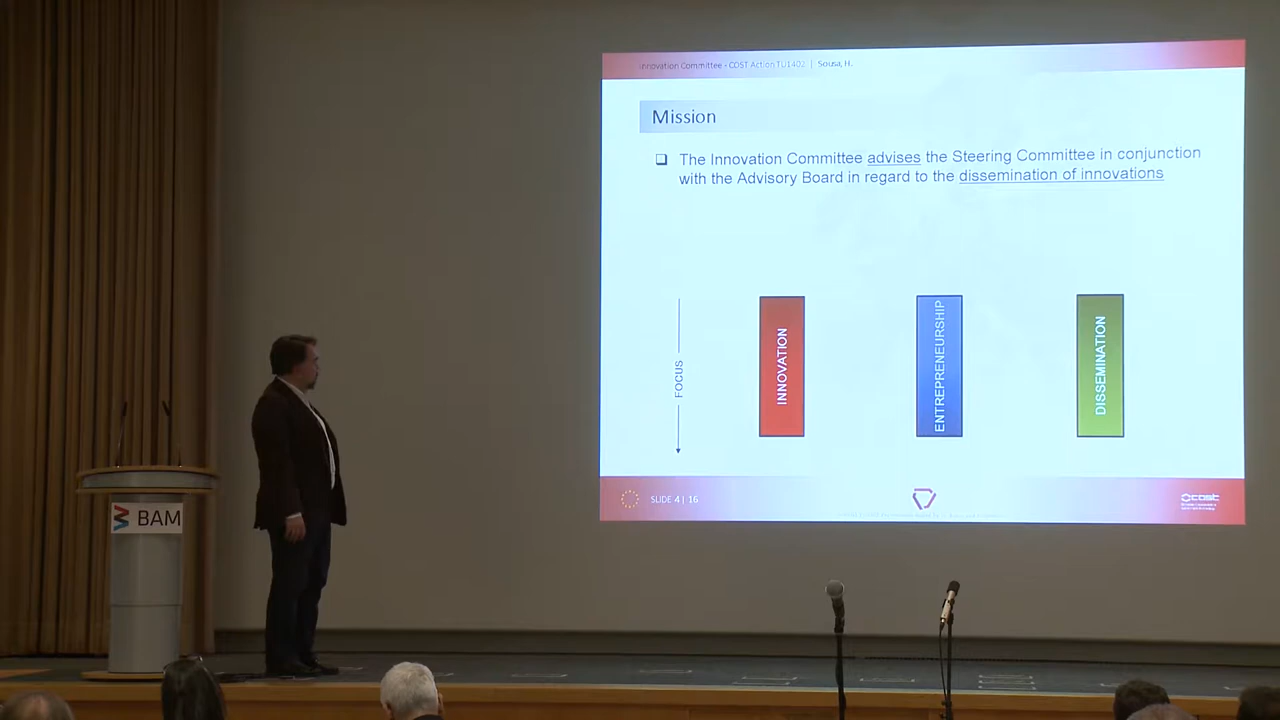 Innovation Committee - COST Action TU1402 | Sousa, H.
Mission
The Innovation Committee advises the Steering Committee in conjunction
with the Advisory Board in regard to the dissemination of innovations
FOCUS
INNOVATION
ENTREPRENEURSHIP
DISSEMINATION
SLIDE 4 | 16
cost
BAM